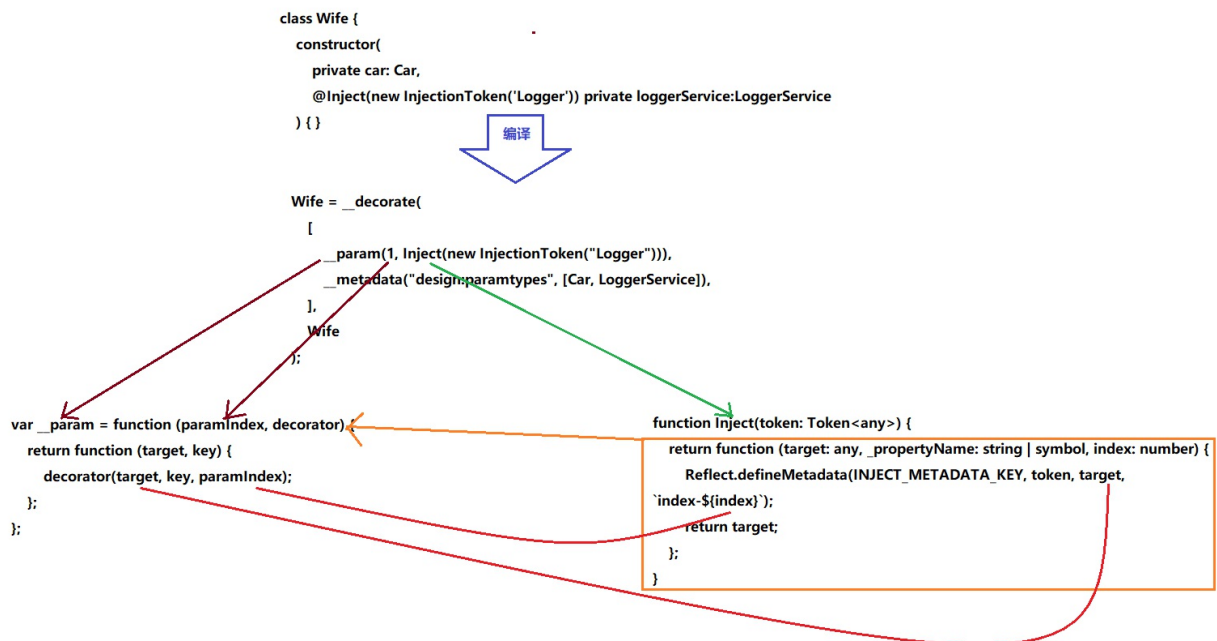 class Wife {
constructor(
private car: Car,
@Inject(new InjectionToken('Logger')) private loggerService:LoggerService
) { }
编译
Wife = __decorate(
[
__param(1, Inject(new InjectionToken("Logger"))),
__metadata("design:paramtypes", [Car, LoggerService]),
],
Wife
);
var __param = function (paramIndex, decorator) {
return function (target, key) {
decorator(target, key, paramIndex);
};
};
function Inject(token: Token<any>) {
return function (target: any, _propertyName: string | symbol, index: number) {
Reflect.defineMetadata(INJECT_METADATA_KEY, token, target,
`index-${index}`);
return target;
};
}